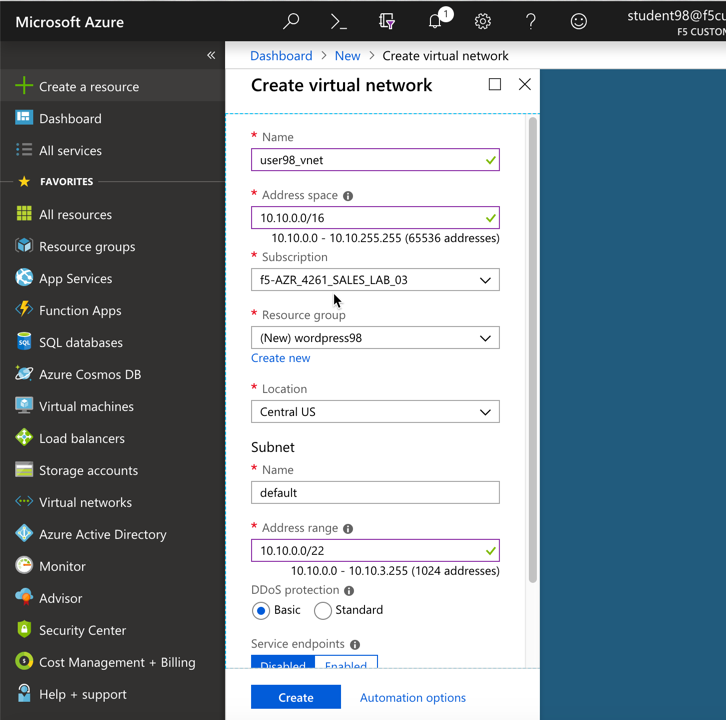 Microsoft Azure
1
student98@f5cu
F5 CUSTOM
«
Create a resource
Dashboard
All services
FAVORITES
All resources
Resource groups
App Services
Function Apps
SQL
SQL databases
Azure Cosmos DB
Virtual machines
Load balancers
Storage accounts
Virtual networks
Azure Active Directory
Monitor
Advisor
Security Center
Cost Management + Billing
Help + support
Dashboard > New > Create virtual network
Create virtual network
* Name
user98_vnet
* Address space
10.10.0.0/16
10.10.0.0 - 10.10.255.255 (65536 addresses)
* Subscription
f5-AZR_4261_SALES_LAB_03
* Resource group
(New) wordpress98
Create new
* Location
Central US
Subnet
* Name
default
* Address range
10.10.0.0/22
10.10.0.0 - 10.10.3.255 (1024 addresses)
DDoS protection
Basic Standard
Service endpoints
Disabled Enabled
Create Automation options